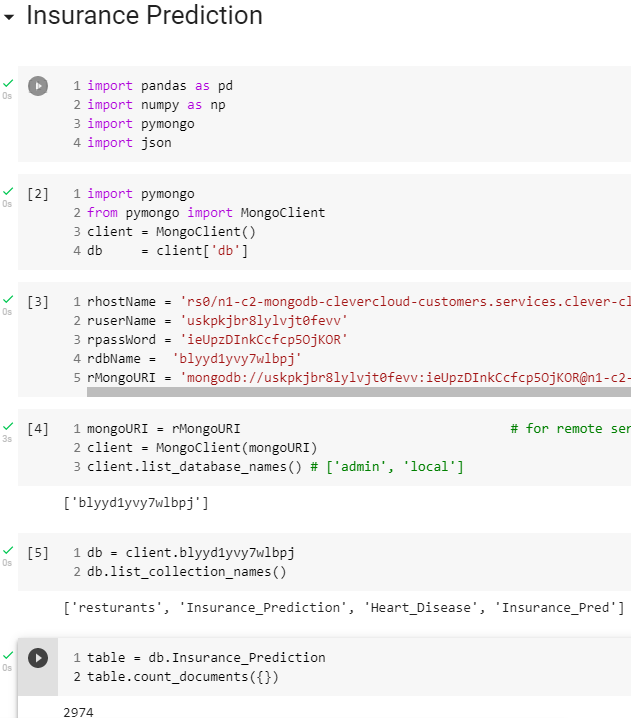 Insurance Prediction
0s
1 import pandas as pd
2 import numpy as np
3 import pymongo
4 import json
0s
[2]
1 import pymongo
2 from pymongo import MongoClient
3 client = MongoClient()
4 db     = client['db']
0s
[3]
1 rhostName = 'rs0/n1-c2-mongodb-clevercloud-customers.services.clever-cl
2 ruserName = 'uskpkjbr8lylvjt0fevv'
3 rpassWord = 'ieUpzDInkCcfcp5OjKOR'
4 rdbName =  'blyyd1yvy7wlbpj'
5 rMongoURI = 'mongodb://uskpkjbr8lylvjt0fevv:ieUpzDInkCcfcp5OjKOR@n1-c2-
3s
[4]
1 mongoURI = rMongoURI                                   # for remote ser
2 client = MongoClient(mongoURI)
3 client.list_database_names() # ['admin', 'local']
['blyyd1yvy7wlbpj']
0s
[5]
1 db = client.blyyd1yvy7wlbpj
2 db.list_collection_names()
['resturants', 'Insurance_Prediction', 'Heart_Disease', 'Insurance_Pred']
0s
1 table = db.Insurance_Prediction
2 table.count_documents({})
2974